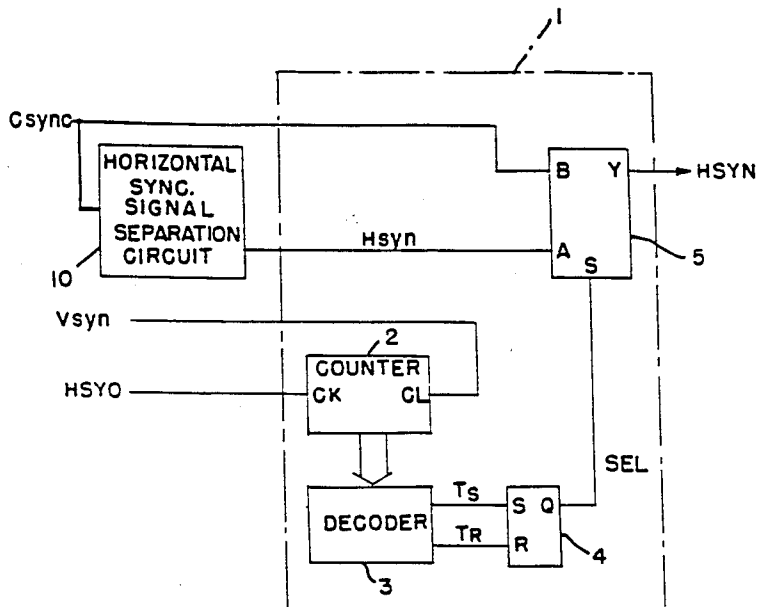 1
Csync
HORIZONTAL
SYNC.
SIGNAL
SEPARATION
CIRCUIT
10
Hsyn
B Y
A
S
HSYN
5
Vsyn
2
COUNTER
CK CL
HSYO
SEL
DECODER
TS
TR
S Q
R
4
3